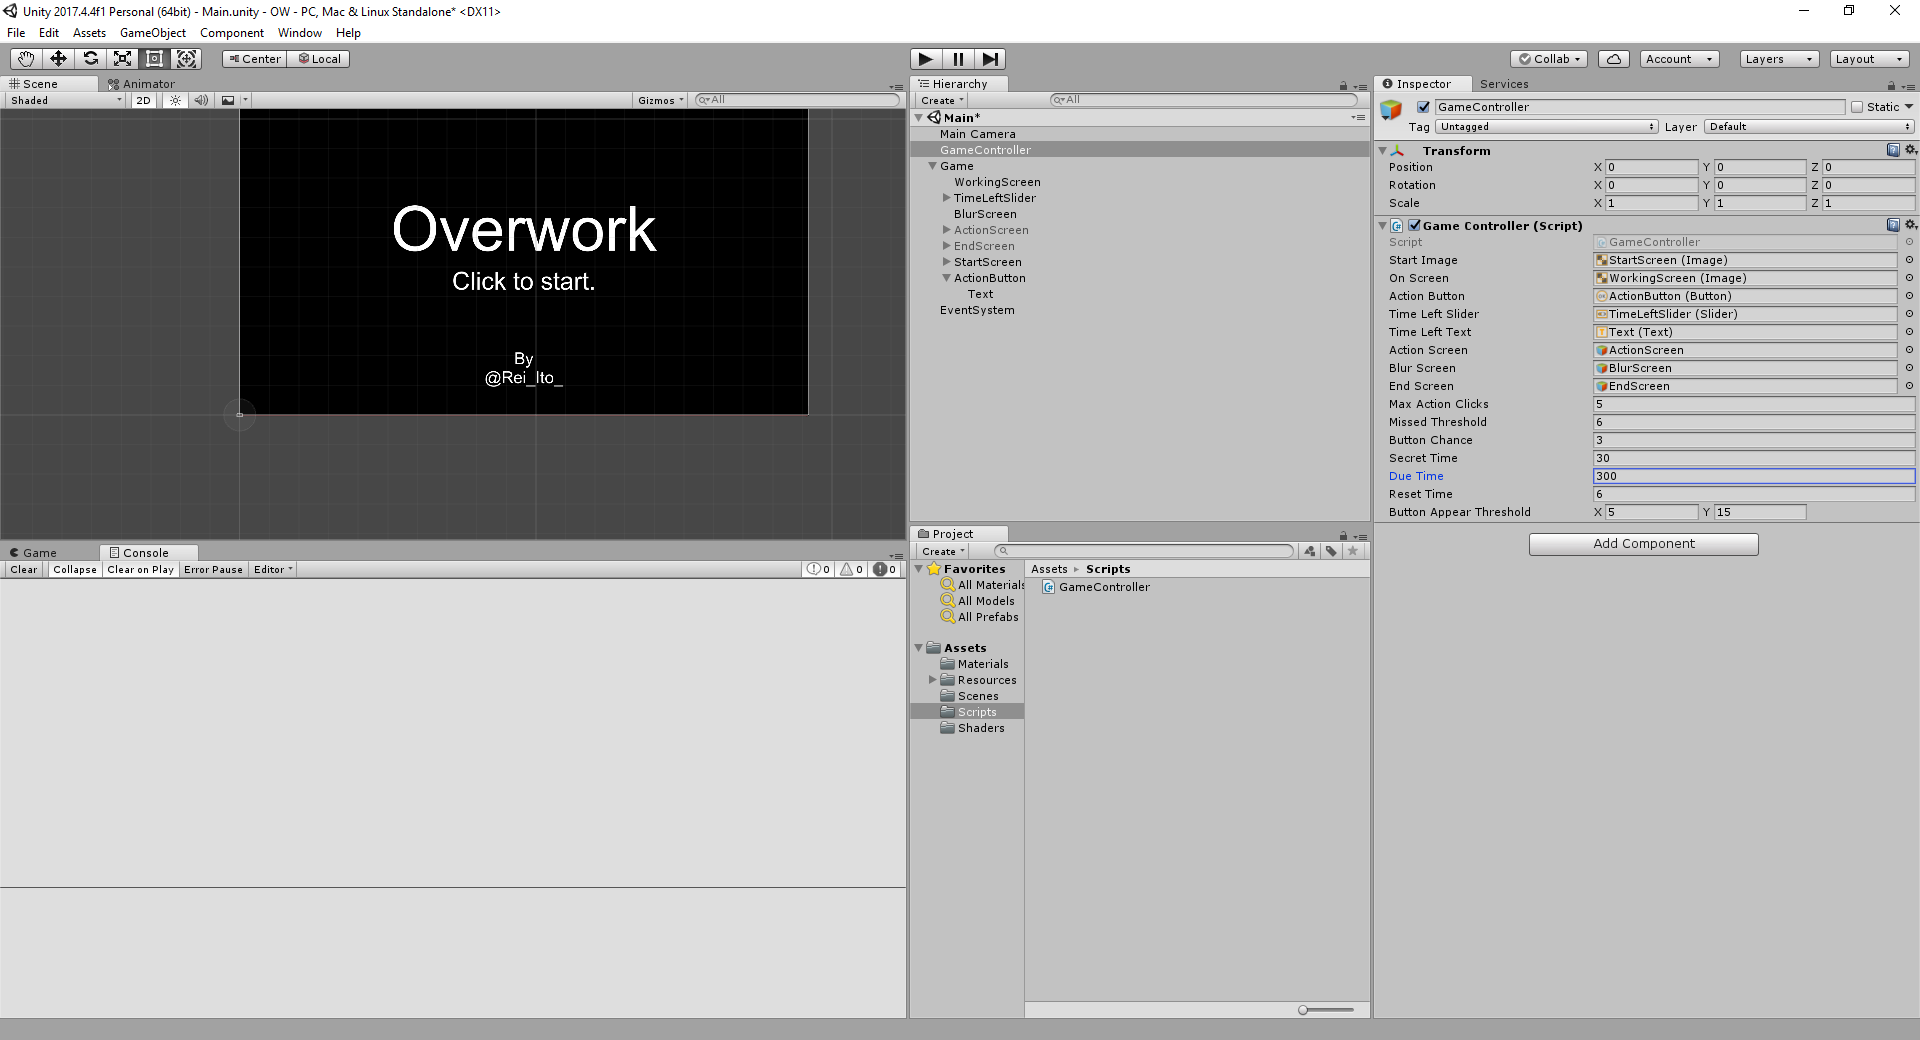 Unity 2017.4.4f1 Personal (64bit) - Main.unity - OW - PC, Mac & Linux Standalone* <DX11>
File Edit Assets GameObject Component Window Help
Center Local
Collab Account Layers Layout
Scene Animator
Shaded 2D Gizmos All
Overwork
Click to start.
By
@Rei_Ito_
Game Console
Clear Collapse Clear on Play Error Pause Editor 0 0 0
Hierarchy
Create All
Main*
Main Camera
GameController
Game
WorkingScreen
TimeLeftSlider
BlurScreen
ActionScreen
EndScreen
StartScreen
ActionButton
Text
EventSystem
Project
Create
Favorites
All Materials
All Models
All Prefabs
Assets
Materials
Resources
Scenes
Scripts
Shaders
Assets Scripts
GameController
Inspector Services
GameController Static
Tag Untagged Layer Default
Transform
Position X 0 Y 0 Z 0
Rotation X 0 Y 0 Z 0
Scale X 1 Y 1 Z 1
Game Controller (Script)
Script GameController
Start Image StartScreen (Image)
On Screen WorkingScreen (Image)
Action Button ActionButton (Button)
Time Left Slider TimeLeftSlider (Slider)
Time Left Text Text (Text)
Action Screen ActionScreen
Blur Screen BlurScreen
End Screen EndScreen
Max Action Clicks 5
Missed Threshold 6
Button Chance 3
Secret Time 30
Due Time 300
Reset Time 6
Button Appear Threshold X 5 Y 15
Add Component